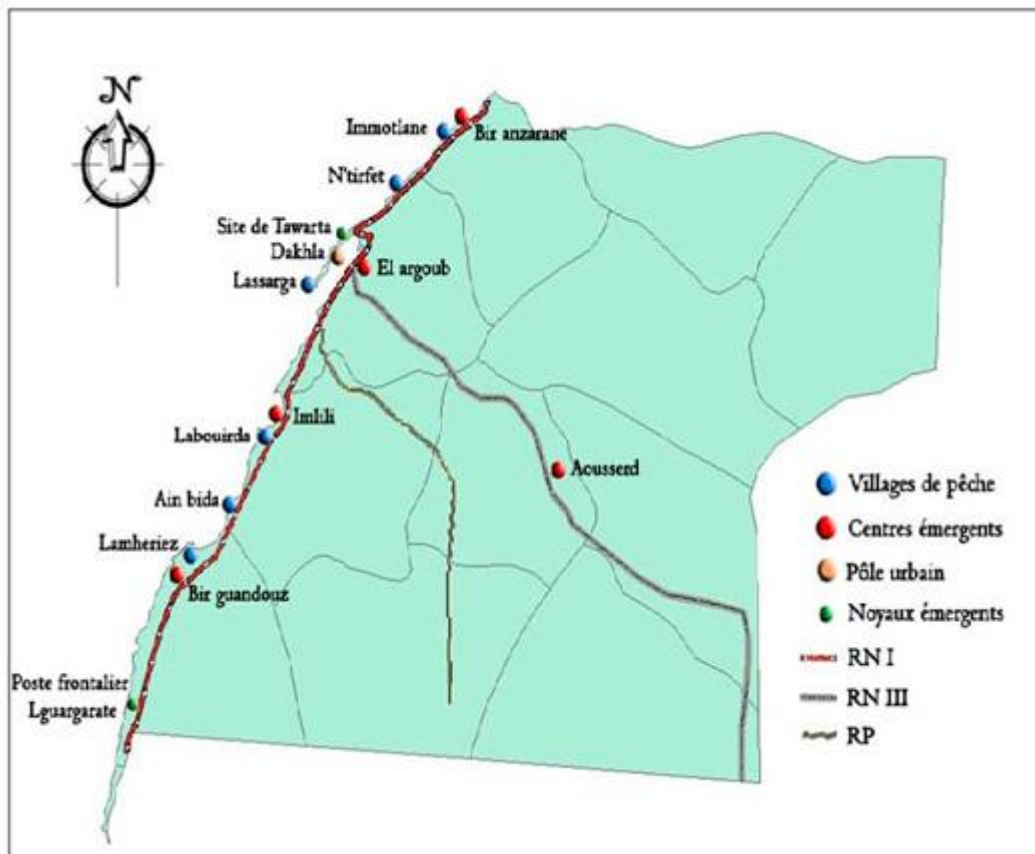 N
Immotlane
Bir anzarane
N'tirfet
Site de Tawarta
Dakhla
El argoub
Lassarga
Imlili
Labouirda
Aousserd
Ain bida
Lamheriez
Bir guandouz
Poste frontalier
Lguargarate
Villages de pêche
Centres émergents
Pôle urbain
Noyaux émergents
RN I
RN III
RP